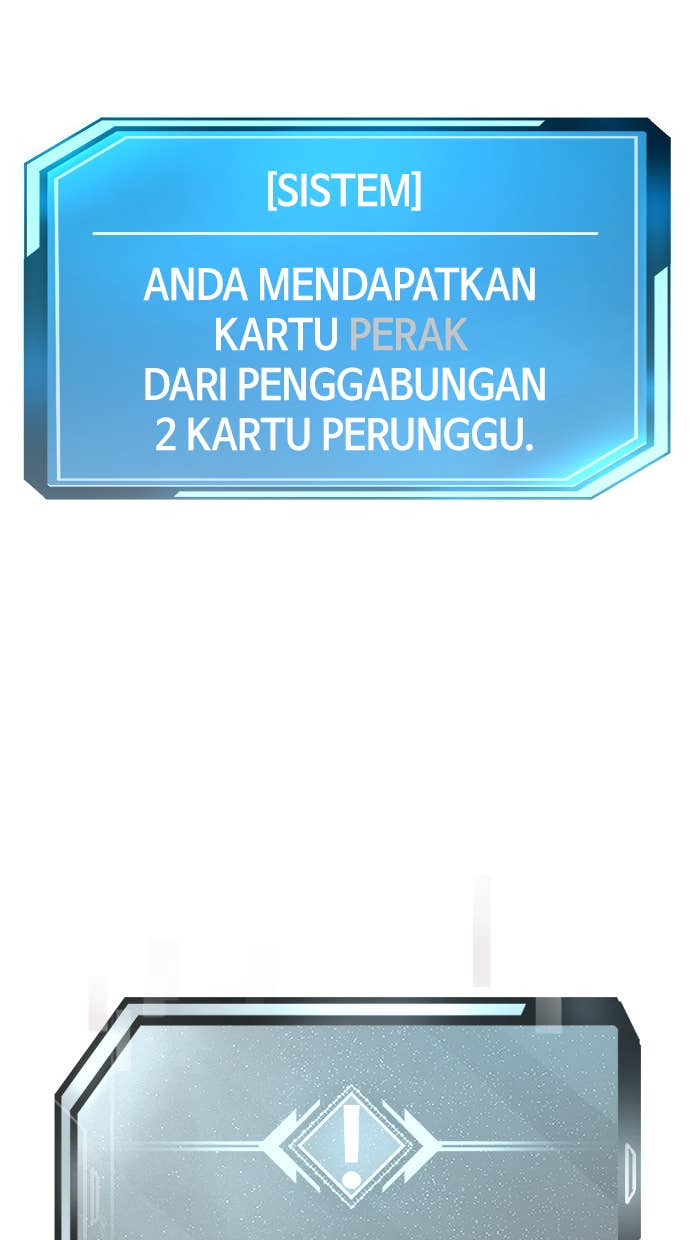 [SISTEM]
ANDA MENDAPATKAN
KARTU PERAK
DARI PENGGABUNGAN
2 KARTU PERUNGGU.
!